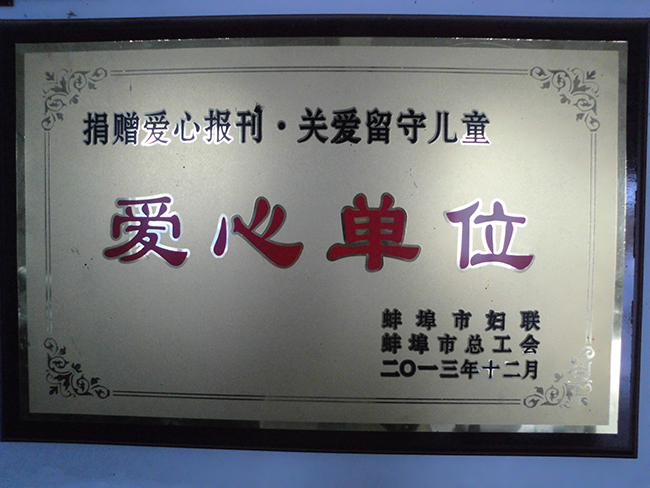 捐赠爱心报刊·关爱留守儿童
爱心单位
蚌埠市妇联
蚌埠市总工会
二〇一三年十二月